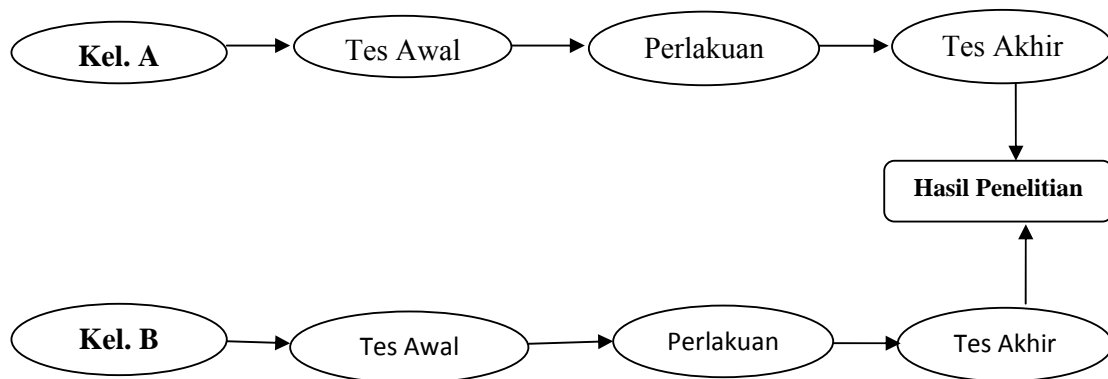 Kel. A
Tes Awal
Perlakuan
Tes Akhir
Hasil Penelitian
Kel. B
Tes Awal
Perlakuan
Tes Akhir